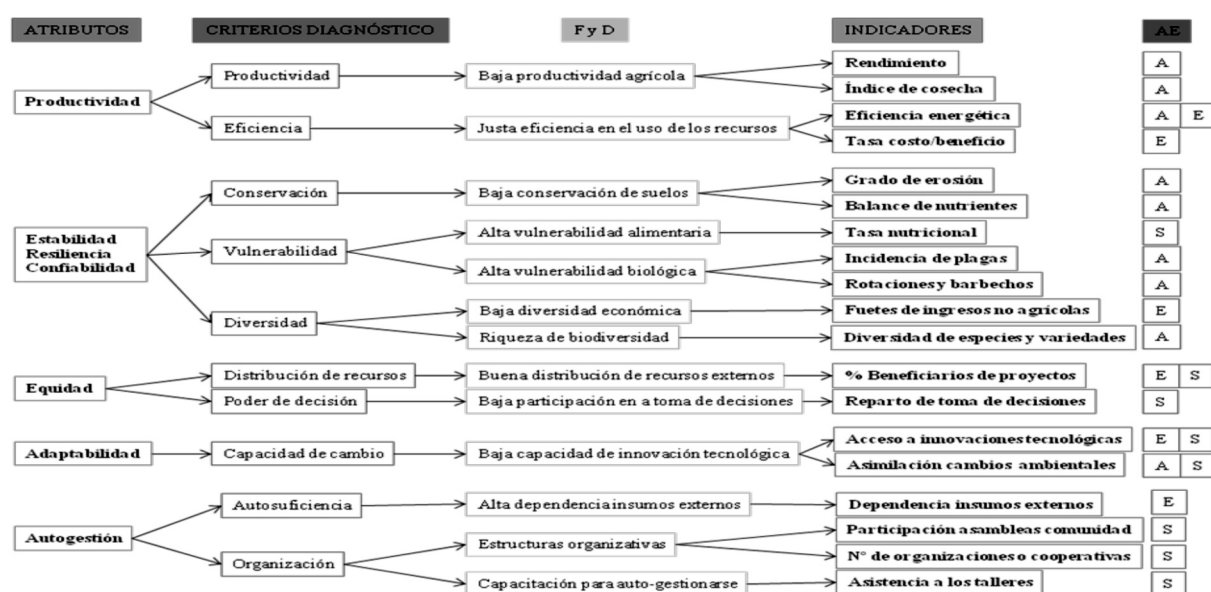 ATRIBUTOS CRITERIOS DIAGNÓSTICO F y D INDICADORES AE
Productividad
Productividad
Baja productividad agrícola
Rendimiento A
Índice de cosecha A
Eficiencia
Justa eficiencia en el uso de los recursos
Eficiencia energética A E
Tasa costo/beneficio E
Estabilidad
Resiliencia
Confiabilidad
Conservación
Baja conservación de suelos
Grado de erosión A
Balance de nutrientes A
Vulnerabilidad
Alta vulnerabilidad alimentaria
Tasa nutricional S
Alta vulnerabilidad biológica
Incidencia de plagas A
Rotaciones y barbechos A
Diversidad
Baja diversidad económica
Fuetes de ingresos no agrícolas E
Riqueza de biodiversidad
Diversidad de especies y variedades A
Equidad
Distribución de recursos
Buena distribución de recursos externos
% Beneficiarios de proyectos E S
Poder de decisión
Baja participación en a toma de decisiones
Reparto de toma de decisiones S
Adaptabilidad
Capacidad de cambio
Baja capacidad de innovación tecnológica
Acceso a innovaciones tecnológicas E S
Asimilación cambios ambientales A S
Autogestión
Autosuficiencia
Alta dependencia insumos externos
Dependencia insumos externos E
Organización
Estructuras organizativas
Participación asambleas comunidad S
N° de organizaciones o cooperativas S
Capacitación para auto-gestionarse
Asistencia a los talleres S